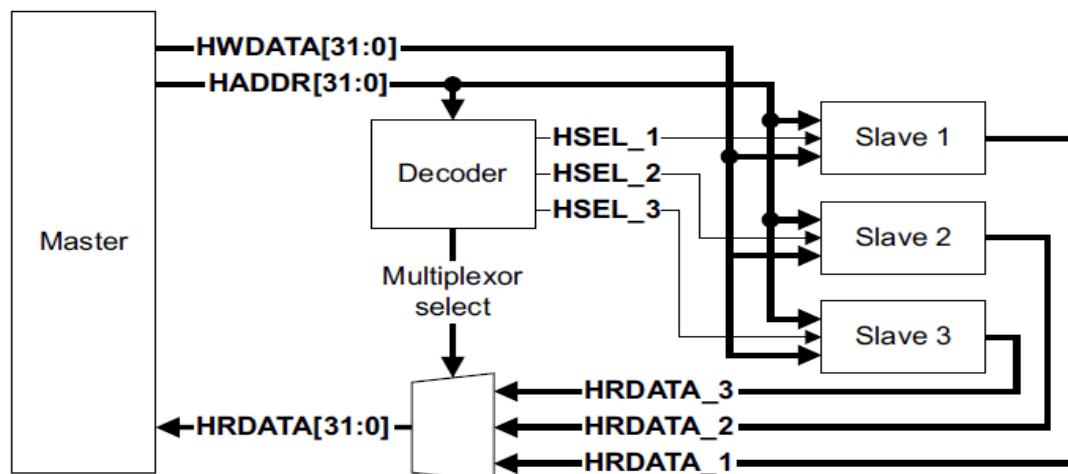 HWDATA[31:0]
HADDR[31:0]
HSEL_1
Slave 1
Decoder
HSEL_2
HSEL_3
Master
Slave 2
Multiplexor
select
Slave 3
HRDATA_3
HRDATA[31:0]
HRDATA_2
HRDATA_1